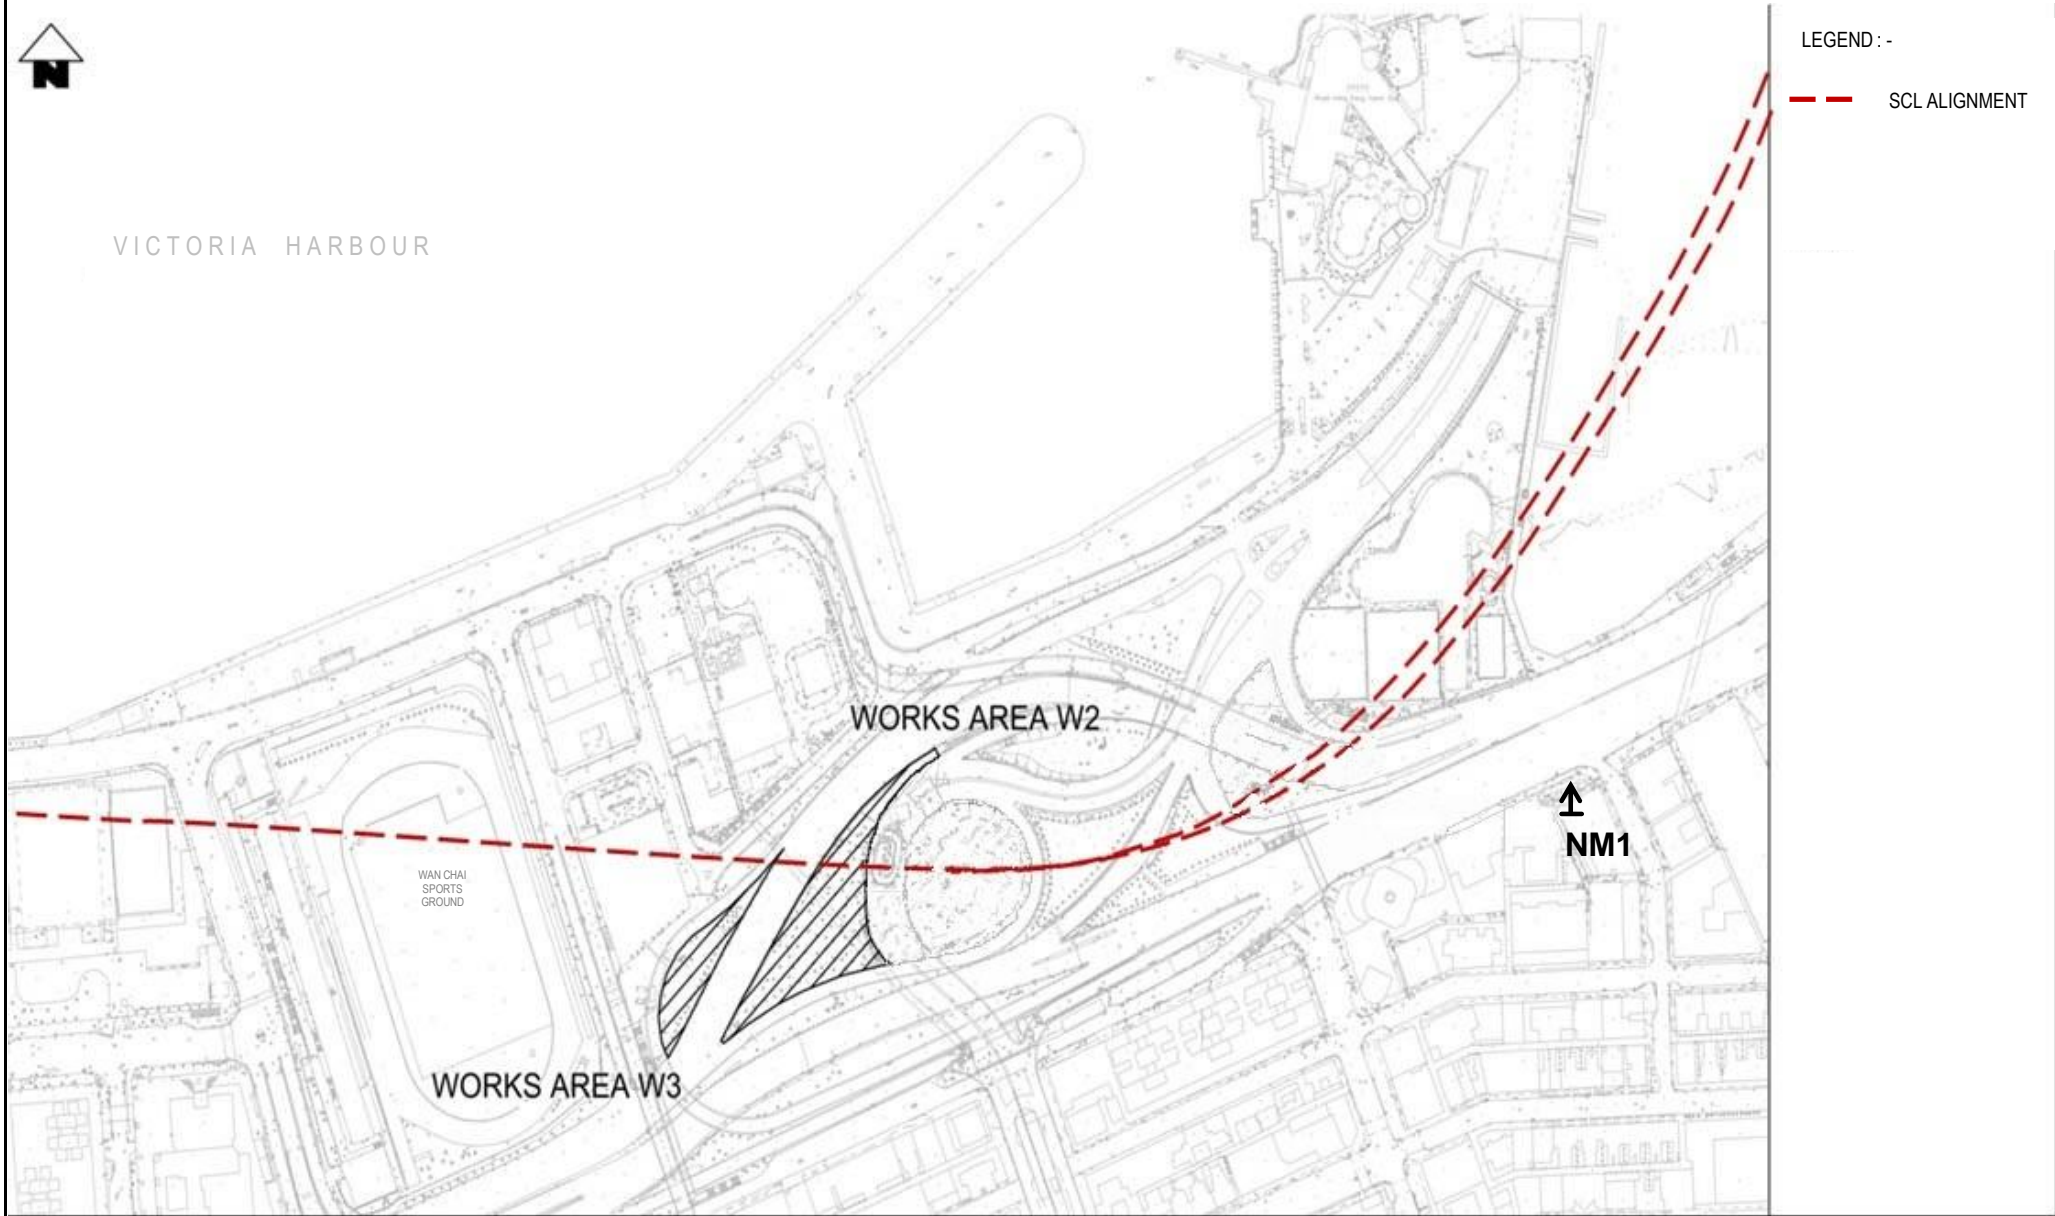 N
LEGEND : -
SCL ALIGNMENT
VICTORIA HARBOUR
WORKS AREA W2
NM1
WAN CHAI
SPORTS
GROUND
WORKS AREA W3